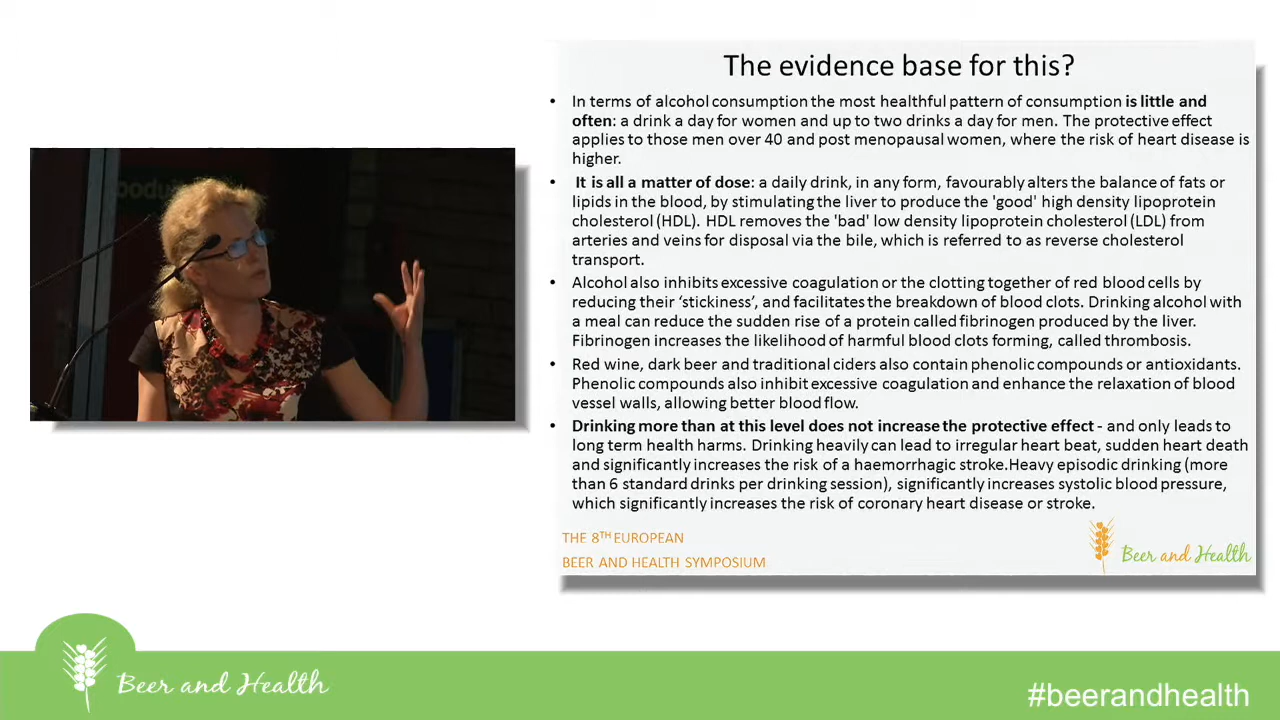 The evidence base for this?
• In terms of alcohol consumption the most healthful pattern of consumption is little and
often: a drink a day for women and up to two drinks a day for men. The protective effect
applies to those men over 40 and post menopausal women, where the risk of heart disease is
higher.
• It is all a matter of dose: a daily drink, in any form, favourably alters the balance of fats or
lipids in the blood, by stimulating the liver to produce the 'good' high density lipoprotein
cholesterol (HDL). HDL removes the 'bad' low density lipoprotein cholesterol (LDL) from
arteries and veins for disposal via the bile, which is referred to as reverse cholesterol
transport.
• Alcohol also inhibits excessive coagulation or the clotting together of red blood cells by
reducing their ‘stickiness’, and facilitates the breakdown of blood clots. Drinking alcohol with
a meal can reduce the sudden rise of a protein called fibrinogen produced by the liver.
Fibrinogen increases the likelihood of harmful blood clots forming, called thrombosis.
• Red wine, dark beer and traditional ciders also contain phenolic compounds or antioxidants.
Phenolic compounds also inhibit excessive coagulation and enhance the relaxation of blood
vessel walls, allowing better blood flow.
• Drinking more than at this level does not increase the protective effect - and only leads to
long term health harms. Drinking heavily can lead to irregular heart beat, sudden heart death
and significantly increases the risk of a haemorrhagic stroke.Heavy episodic drinking (more
than 6 standard drinks per drinking session), significantly increases systolic blood pressure,
which significantly increases the risk of coronary heart disease or stroke.
THE 8TH EUROPEAN
BEER AND HEALTH SYMPOSIUM
Beer and Health
Beer and Health
#beerandhealth